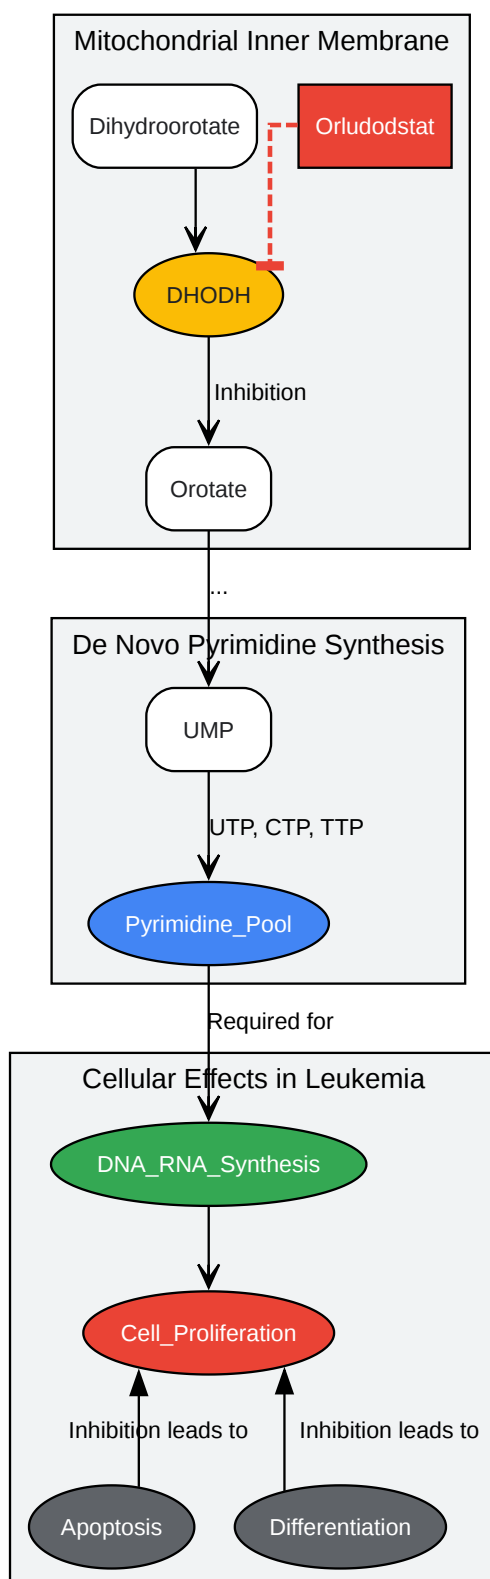 Mitochondrial Inner Membrane
Dihydroorotate
Orludodstat
DHODH
Inhibition
Orotate
...
De Novo Pyrimidine Synthesis
UMP
UTP, CTP, TTP
Pyrimidine_Pool
Required for
Cellular Effects in Leukemia
DNA_RNA_Synthesis
Cell_Proliferation
Inhibition leads to
Inhibition leads to
Apoptosis
Differentiation